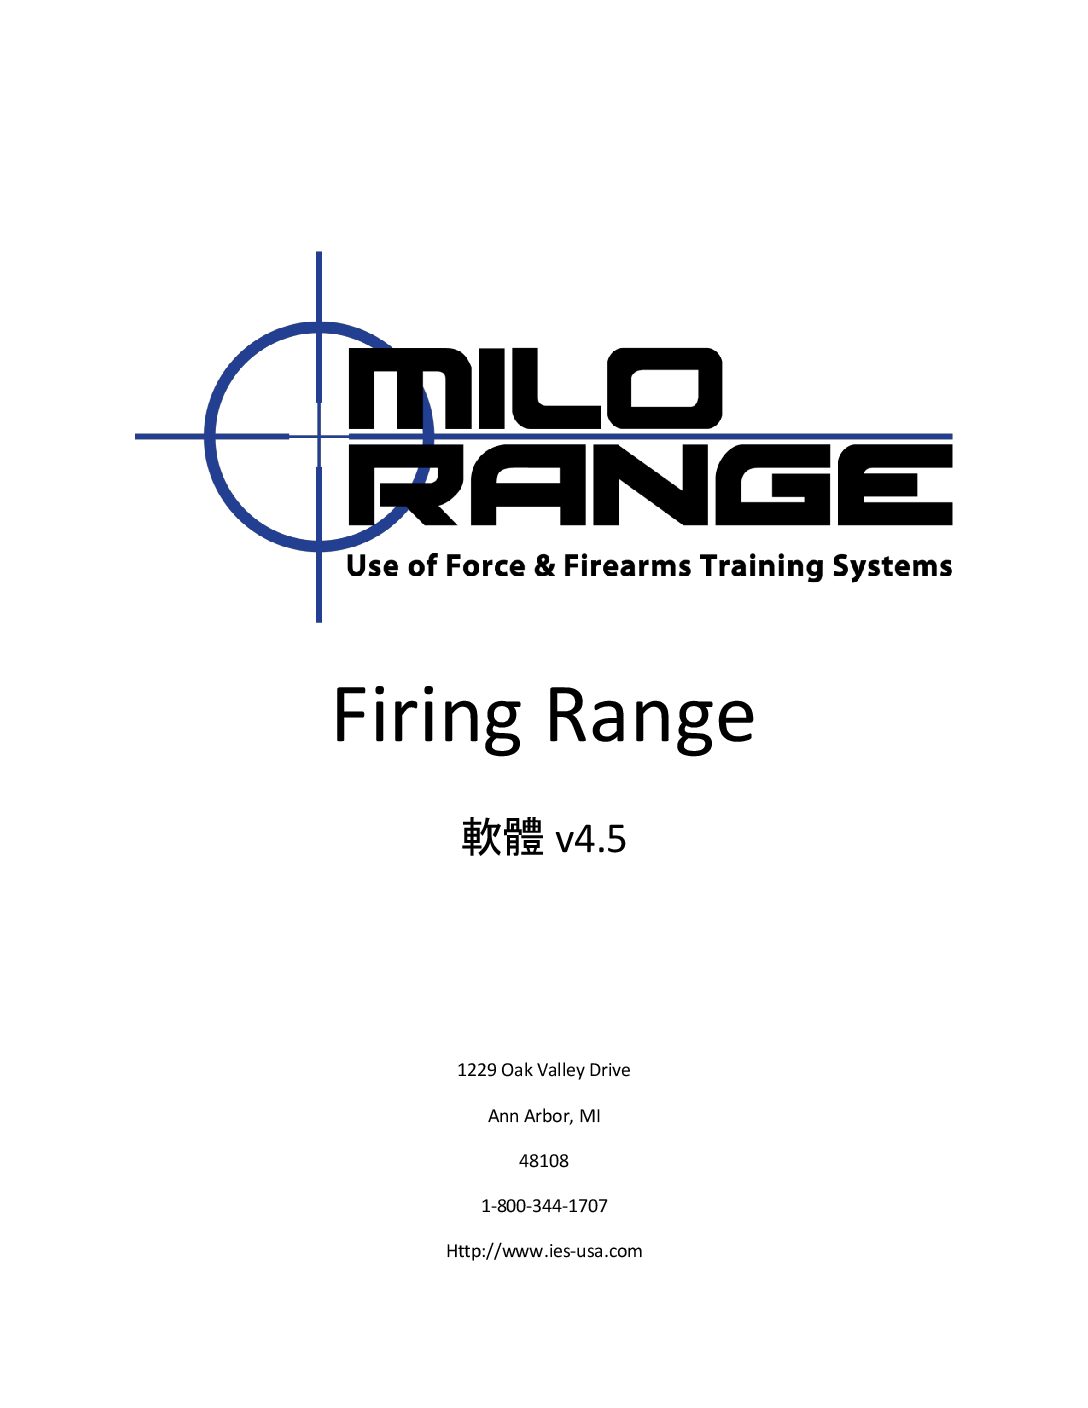 MILO
RANGE
Use of Force & Firearms Training Systems
Firing Range
軟體 v4.5
1229 Oak Valley Drive
Ann Arbor, MI
48108
1-800-344-1707
Http://www.ies-usa.com